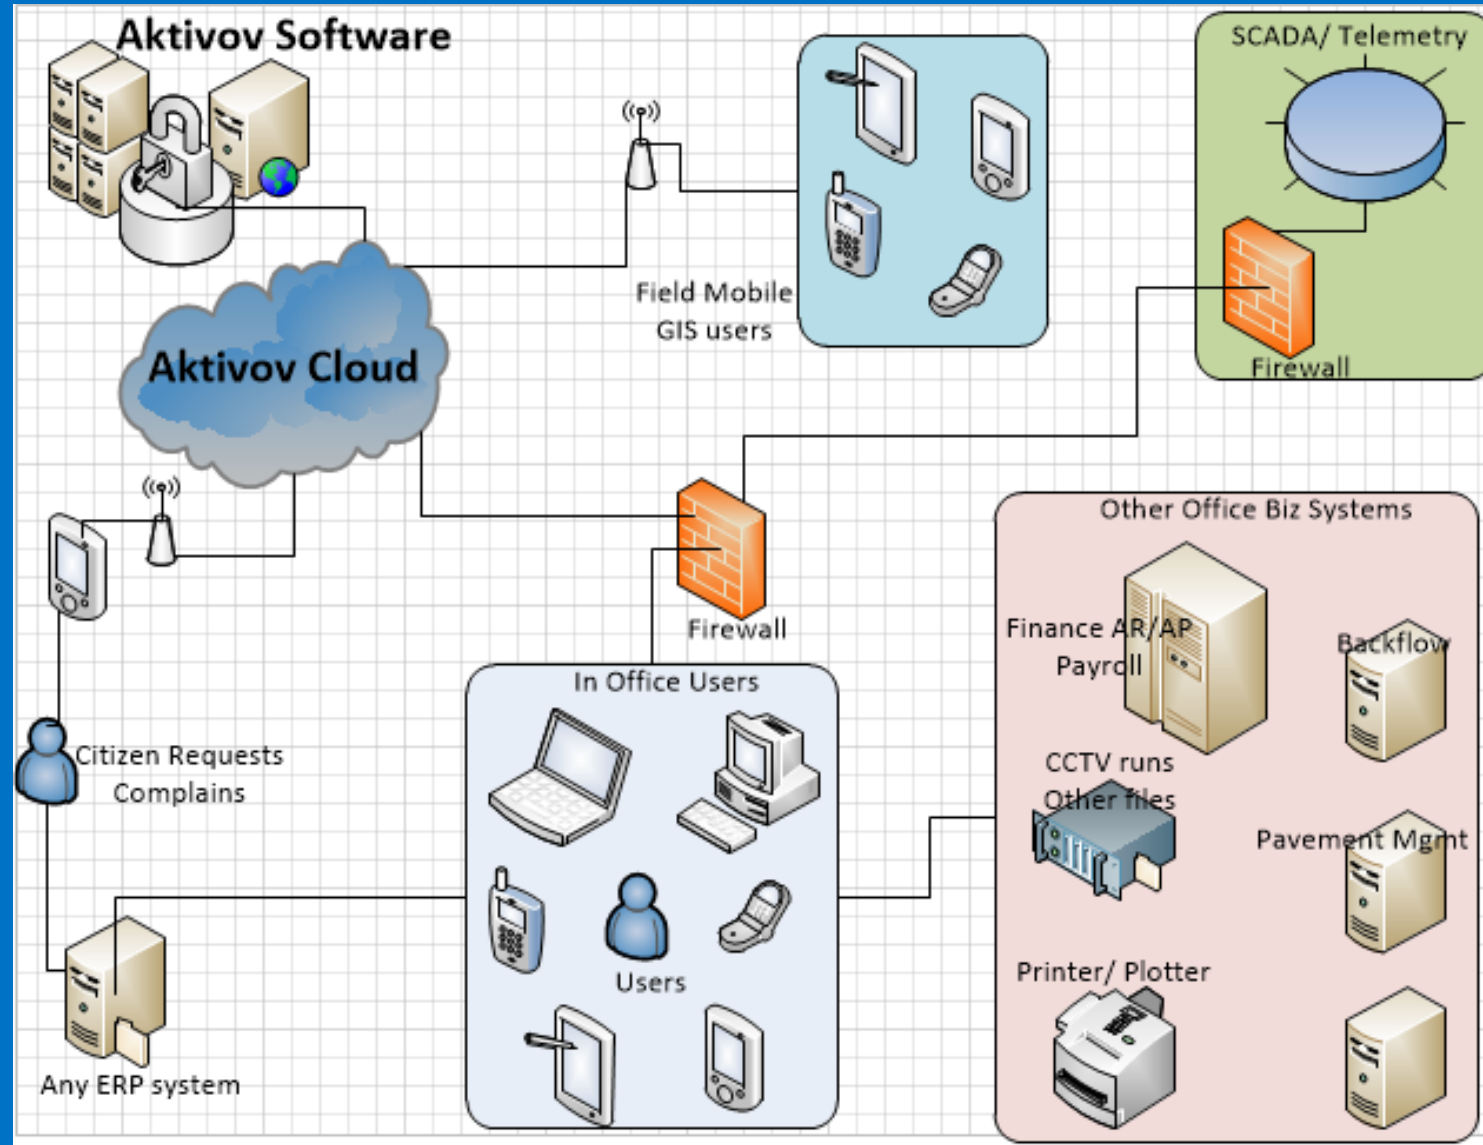 Aktivov Software
SCADA/ Telemetry
Field Mobile
GIS users
Firewall
Aktivov Cloud
Other Office Biz Systems
Firewall
Finance AR/AP
Payroll
Backflow
In Office Users
Citizen Requests
Complains
CCTV runs
Other files
Pavement Mgmt
Users
Printer/ Plotter
Any ERP system